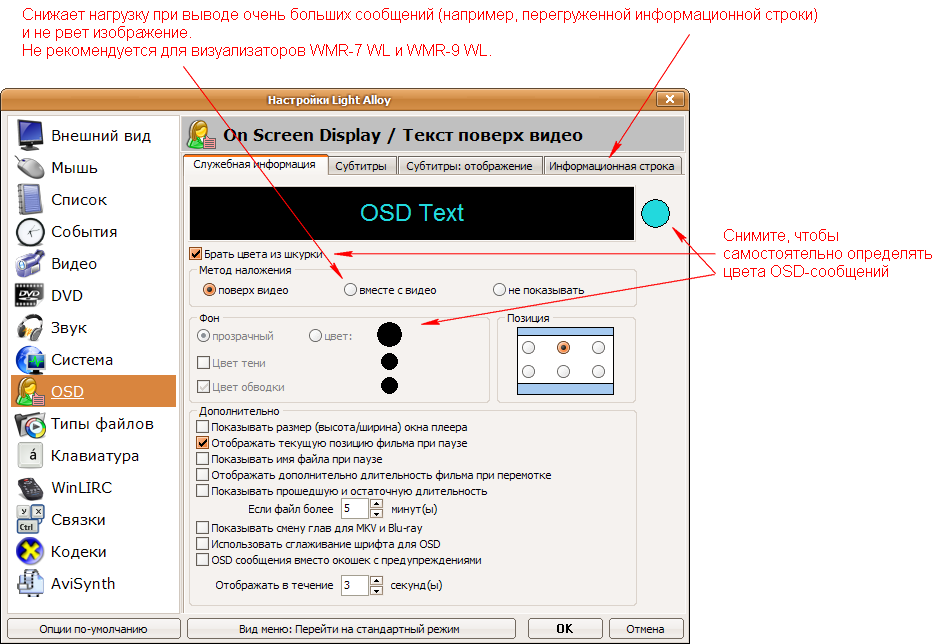 Снижает нагрузку при выводе очень больших сообщений (например, перегруженной информационной строки)
и не рвет изображение.
Не рекомендуется для визуализаторов WMR-7 WL и WMR-9 WL.
Настройки Light Alloy
Внешний вид
Мышь
Список
События
Видео
DVD
DVD
Звук
Система
OSD
Типы файлов
á
Клавиатура
WinLIRC
y x
Ctrl
Связки
Кодеки
AviSynth
On Screen Display / Текст поверх видео
Служебная информация
Субтитры
Субтитры: отображение
Информационная строка
OSD Text
Брать цвета из шкурки
Снимите, чтобы
самостоятельно определять
цвета OSD-сообщений
Метод наложения
поверх видео
вместе с видео
не показывать
Фон
прозрачный
цвет:
Цвет тени
Цвет обводки
Позиция
Дополнительно
Показывать размер (высота/ширина) окна плеера
Отображать текущую позицию фильма при паузе
Показывать имя файла при паузе
Отображать дополнительно длительность фильма при перемотке
Показывать прошедшую и остаточную длительность
Если файл более 5 минут(ы)
Показывать смену глав для MKV и Blu-ray
Использовать сглаживание шрифта для OSD
OSD сообщения вместо окошек с предупреждениями
Отображать в течение 3 секунд(ы)
Опции по-умолчанию
Вид меню: Перейти на стандартный режим
OK
Отмена